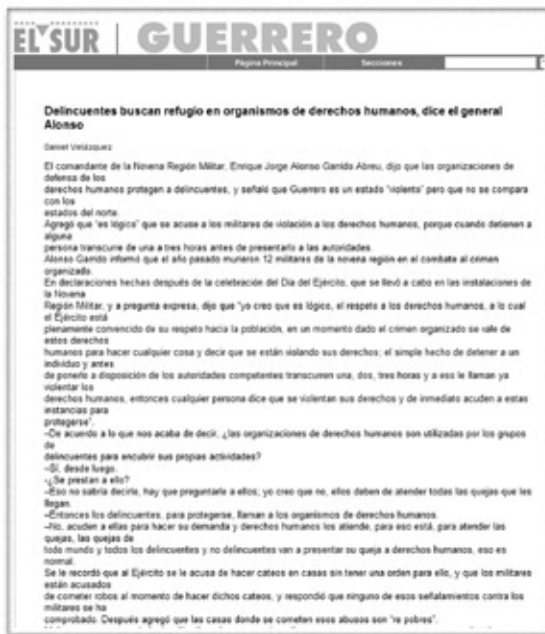 EL SUR | GUERRERO
Página Principal Secciones
Delincuentes buscan refugio en organismos de derechos humanos, dice el general
Alonso
Daniel Velázquez
El comandante de la Novena Región Militar, Enrique Jorge Alonso Garrido Abreu, dijo que las organizaciones de
defensa de los
derechos humanos protegen a delincuentes, y señaló que Guerrero es un estado "violento" pero que no se compara
con los
estados del norte.
Agregó que "es lógico" que se acuse a los militares de violación a los derechos humanos, porque cuando detienen a
alguna
persona transcurre de una a tres horas antes de presentarlo a las autoridades.
Alonso Garrido informó que el año pasado murieron 12 militares de la novena región en el combate al crimen
organizado.
En declaraciones hechas después de la celebración del Día del Ejército, que se llevó a cabo en las instalaciones de
la Novena
Región Militar, y a pregunta expresa, dijo que "yo creo que es lógico, el respeto a los derechos humanos, a lo cual
el Ejército está
plenamente convencido de su respeto hacia la población, en un momento dado el crimen organizado se vale de
estos derechos
humanos para hacer cualquier cosa y decir que se están violando sus derechos; el simple hecho de detener a un
individuo y antes
de ponerlo a disposición de las autoridades competentes transcurren una, dos, tres horas y a eso le llaman ya
violentar los
derechos humanos, entonces cualquier persona dice que se violentan sus derechos y de inmediato acuden a estas
instancias para
protegerse".
–De acuerdo a lo que nos acaba de decir, ¿las organizaciones de derechos humanos son utilizadas por los grupos
de
delincuentes para encubrir sus propias actividades?
–Sí, desde luego.
–¿Se prestan a ello?
–Eso no sabría decirle, hay que preguntarle a ellos; yo creo que no, ellos deben de atender todas las quejas que les
llegan.
–Entonces los delincuentes, para protegerse, llaman a los organismos de derechos humanos.
–No, acuden a ellas para hacer su demanda y derechos humanos los atiende, para eso está, para atender las
quejas, las quejas de
todo mundo y todos los delincuentes y no delincuentes van a presentar su queja a derechos humanos, eso es
normal.
Se le recordó que al Ejército se le acusa de hacer cateos en casas sin tener una orden para ello, y que los militares
están acusados
de cometer robos al momento de hacer dichos cateos, y respondió que ninguno de esos señalamientos contra los
militares se ha
comprobado. Después agregó que las casas donde se cometen esos abusos son "re pobres".